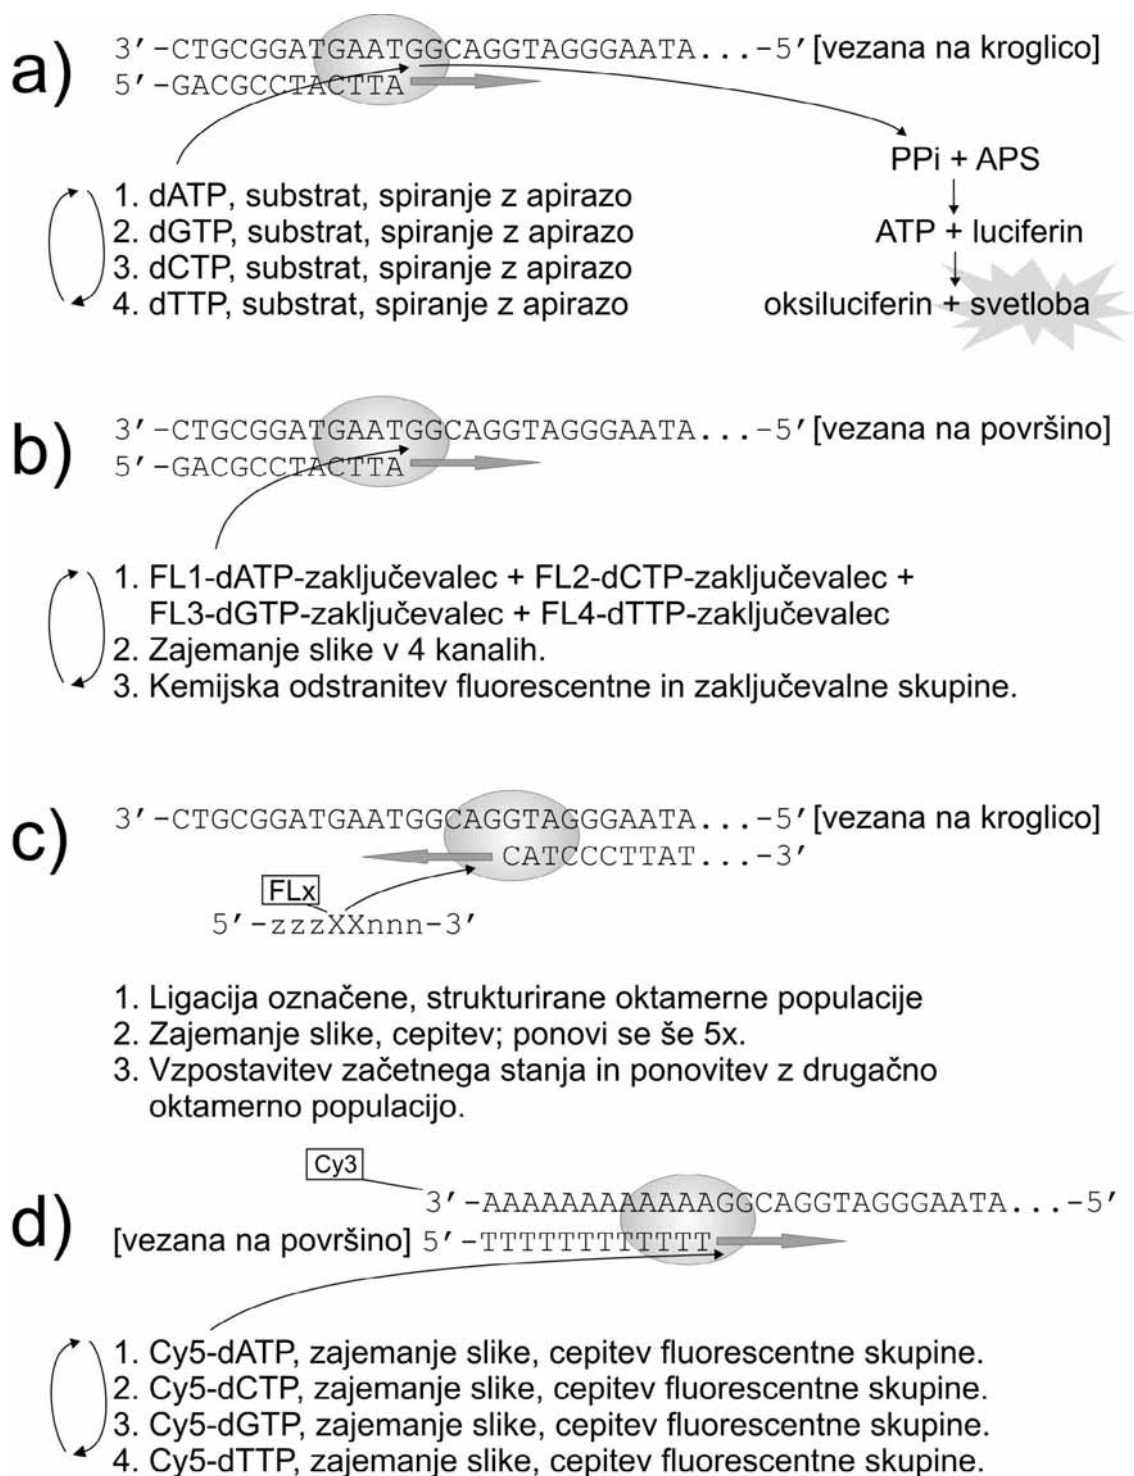 a)
3'-CTGCGGATGAATGGCAGGTAGGGAATA...-5' [vezana na kroglico]
5'-GACGCCTACTTA
PPi + APS
1. dATP, substrat, spiranje z apirazo
2. dGTP, substrat, spiranje z apirazo
ATP + luciferin
3. dCTP, substrat, spiranje z apirazo
4. dTTP, substrat, spiranje z apirazo
oksiluciferin + svetloba
b)
3'-CTGCGGATGAATGGCAGGTAGGGAATA...-5' [vezana na površino]
5'-GACGCCTACTTA
1. FL1-dATP-zaključevalec + FL2-dCTP-zaključevalec +
FL3-dGTP-zaključevalec + FL4-dTTP-zaključevalec
2. Zajemanje slike v 4 kanalih.
3. Kemijska odstranitev fluorescentne in zaključevalne skupine.
c)
3'-CTGCGGATGAATGGCAGGTAGGGAATA...-5' [vezana na kroglico]
CATCCCTTAT...-3'
FLx
5'-zzzXXnnn-3'
1. Ligacija označene, strukturirane oktamerne populacije
2. Zajemanje slike, cepitev; ponovi se še 5x.
3. Vzpostavitev začetnega stanja in ponovitev z drugačno
oktamerno populacijo.
Cy3
d)
3'-AAAAAAAAAAAAGGCAGGTAGGGAATA...-5'
[vezana na površino] 5'-TTTTTTTTTTTT
1. Cy5-dATP, zajemanje slike, cepitev fluorescentne skupine.
2. Cy5-dCTP, zajemanje slike, cepitev fluorescentne skupine.
3. Cy5-dGTP, zajemanje slike, cepitev fluorescentne skupine.
4. Cy5-dTTP, zajemanje slike, cepitev fluorescentne skupine.